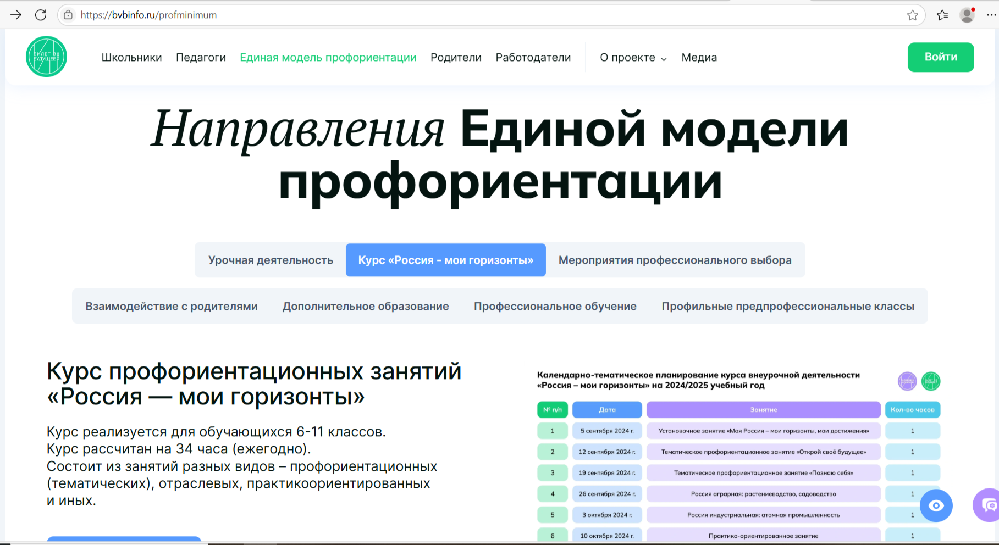 https://bvbinfo.ru/profminimum
БИЛЕТ В
БУДУЩЕЕ
Школьники Педагоги Единая модель профориентации Родители Работодатели О проекте Медиа Войти
Направления Единой модели
профориентации
Урочная деятельность Курс «Россия - мои горизонты» Мероприятия профессионального выбора
Взаимодействие с родителями Дополнительное образование Профессиональное обучение Профильные предпрофессиональные классы
Курс профориентационных занятий
«Россия — мои горизонты»
Курс реализуется для обучающихся 6-11 классов.
Курс рассчитан на 34 часа (ежегодно).
Состоит из занятий разных видов – профориентационных
(тематических), отраслевых, практикоориентированных
и иных.
Календарно-тематическое планирование курса внеурочной деятельности
«Россия – мои горизонты» на 2024/2025 учебный год
№ п/п Дата Занятие Кол-во часов
1 5 сентября 2024 г. Установочное занятие «Моя Россия – мои горизонты, мои достижения» 1
2 12 сентября 2024 г. Тематическое профориентационное занятие «Открой своё будущее» 1
3 19 сентября 2024 г. Тематическое профориентационное занятие «Познаю себя» 1
4 26 сентября 2024 г. Россия аграрная: растениеводство, садоводство 1
5 3 октября 2024 г. Россия индустриальная: атомная промышленность 1
6 10 октября 2024 г. Практико-ориентированное занятие 1